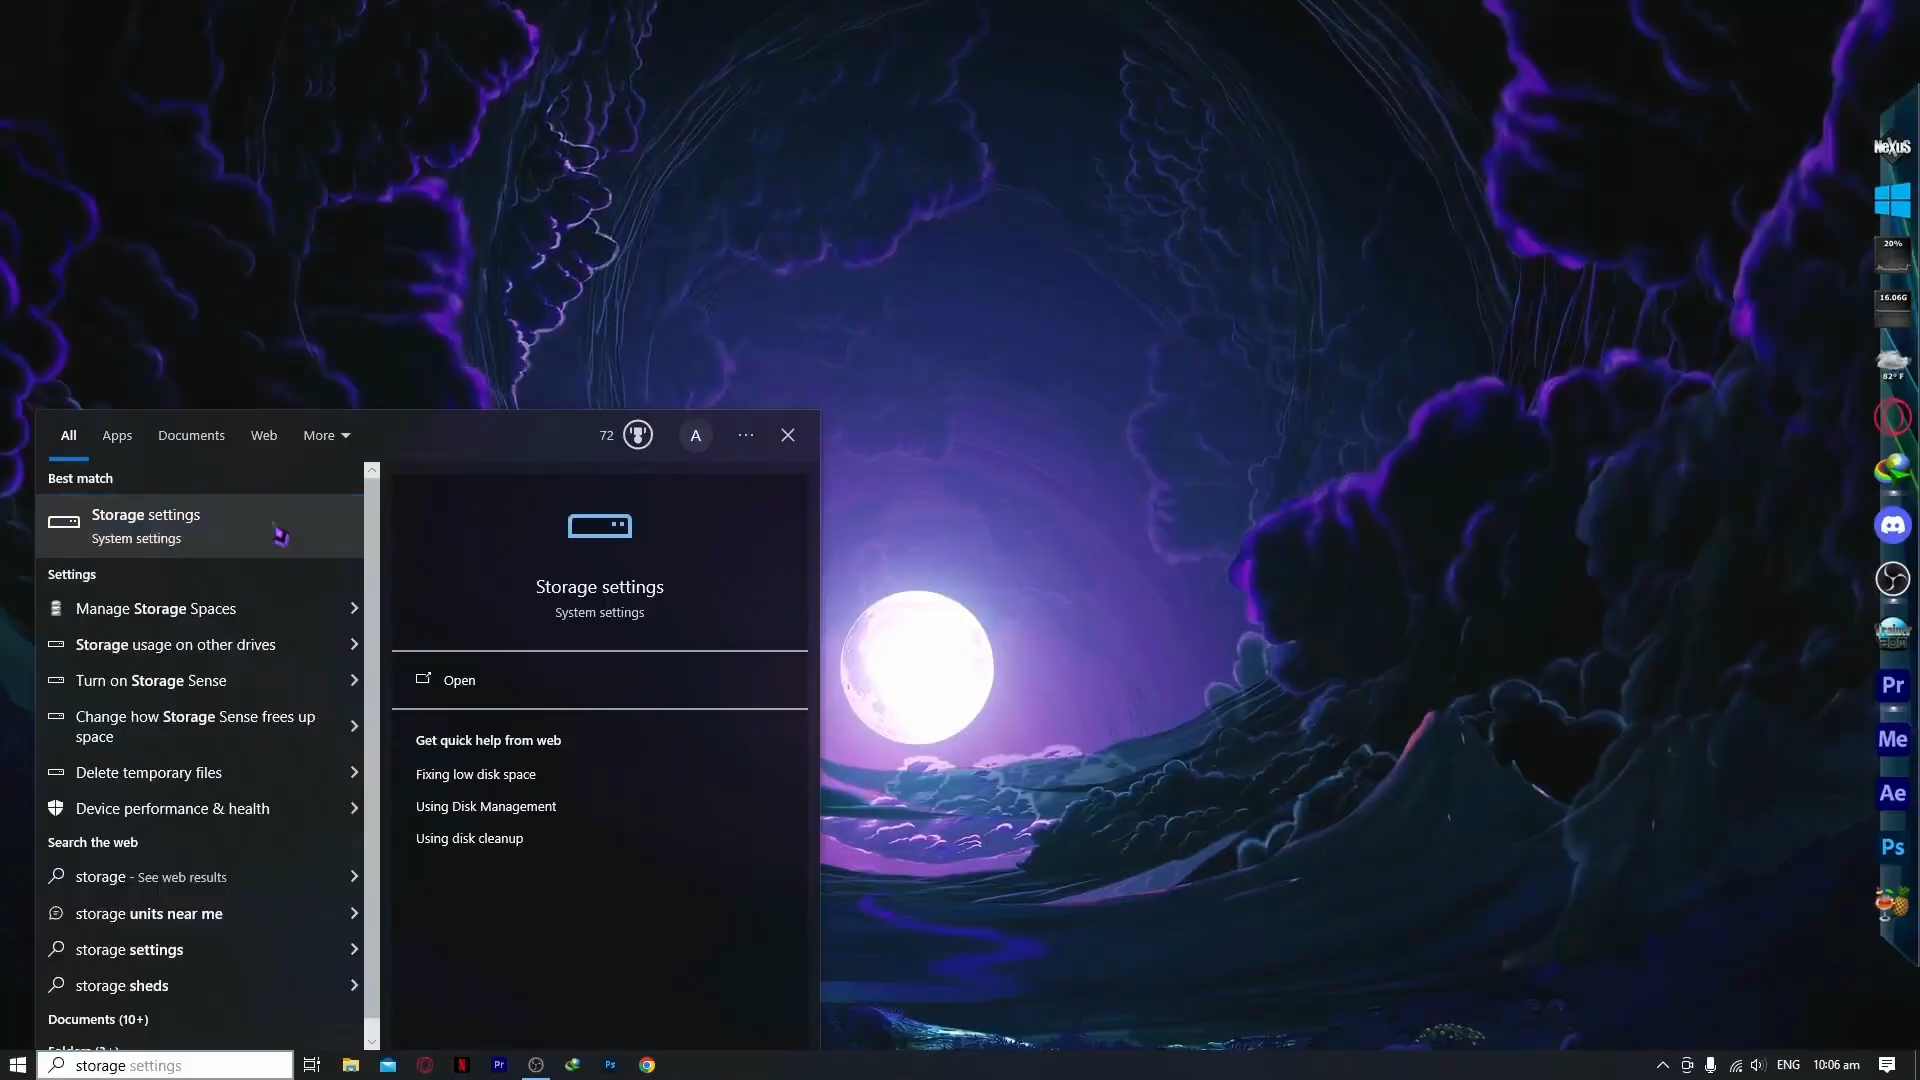 All
Apps
Documents
Web
More
72
A
Best match
Storage settings
System settings
Settings
Manage Storage Spaces
Storage usage on other drives
Turn on Storage Sense
Change how Storage Sense frees up
space
Delete temporary files
Device performance & health
Search the web
storage - See web results
storage units near me
storage settings
storage sheds
Documents (10+)
Storage settings
System settings
Open
Get quick help from web
Fixing low disk space
Using Disk Management
Using disk cleanup
NeXuS
20%
16.06G
82° F
Pr
Me
Ae
Ps
storage settings
Pr
Ps
ENG
10:06 am